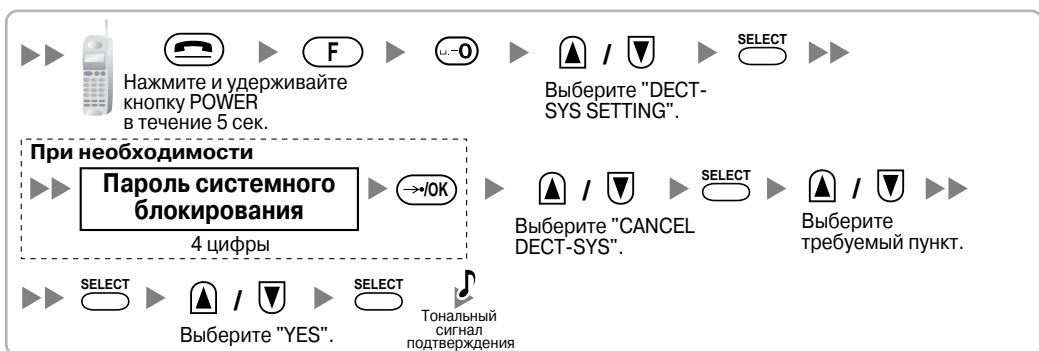 F
0
/
SELECT
Нажмите и удерживайте
кнопку POWER
в течение 5 сек.
Выберите "DECT-
SYS SETTING".
При необходимости
Пароль системного
блокирования
4 цифры
/OK
/
SELECT
/
Выберите "CANCEL
DECT-SYS".
Выберите
требуемый пункт.
SELECT
/
SELECT
Выберите "YES".
Тональный
сигнал
подтверждения